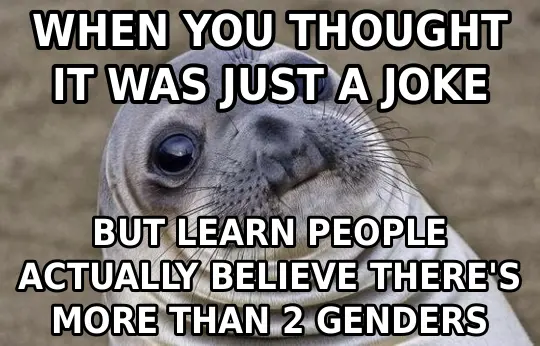 WHEN YOU THOUGHT
IT WAS JUST A JOKE
BUT LEARN PEOPLE
ACTUALLY BELIEVE THERE'S
MORE THAN 2 GENDERS